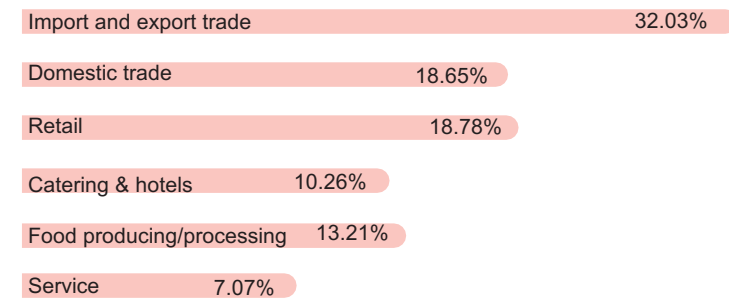 Import and export trade 32.03%
Domestic trade 18.65%
Retail 18.78%
Catering & hotels 10.26%
Food producing/processing 13.21%
Service 7.07%